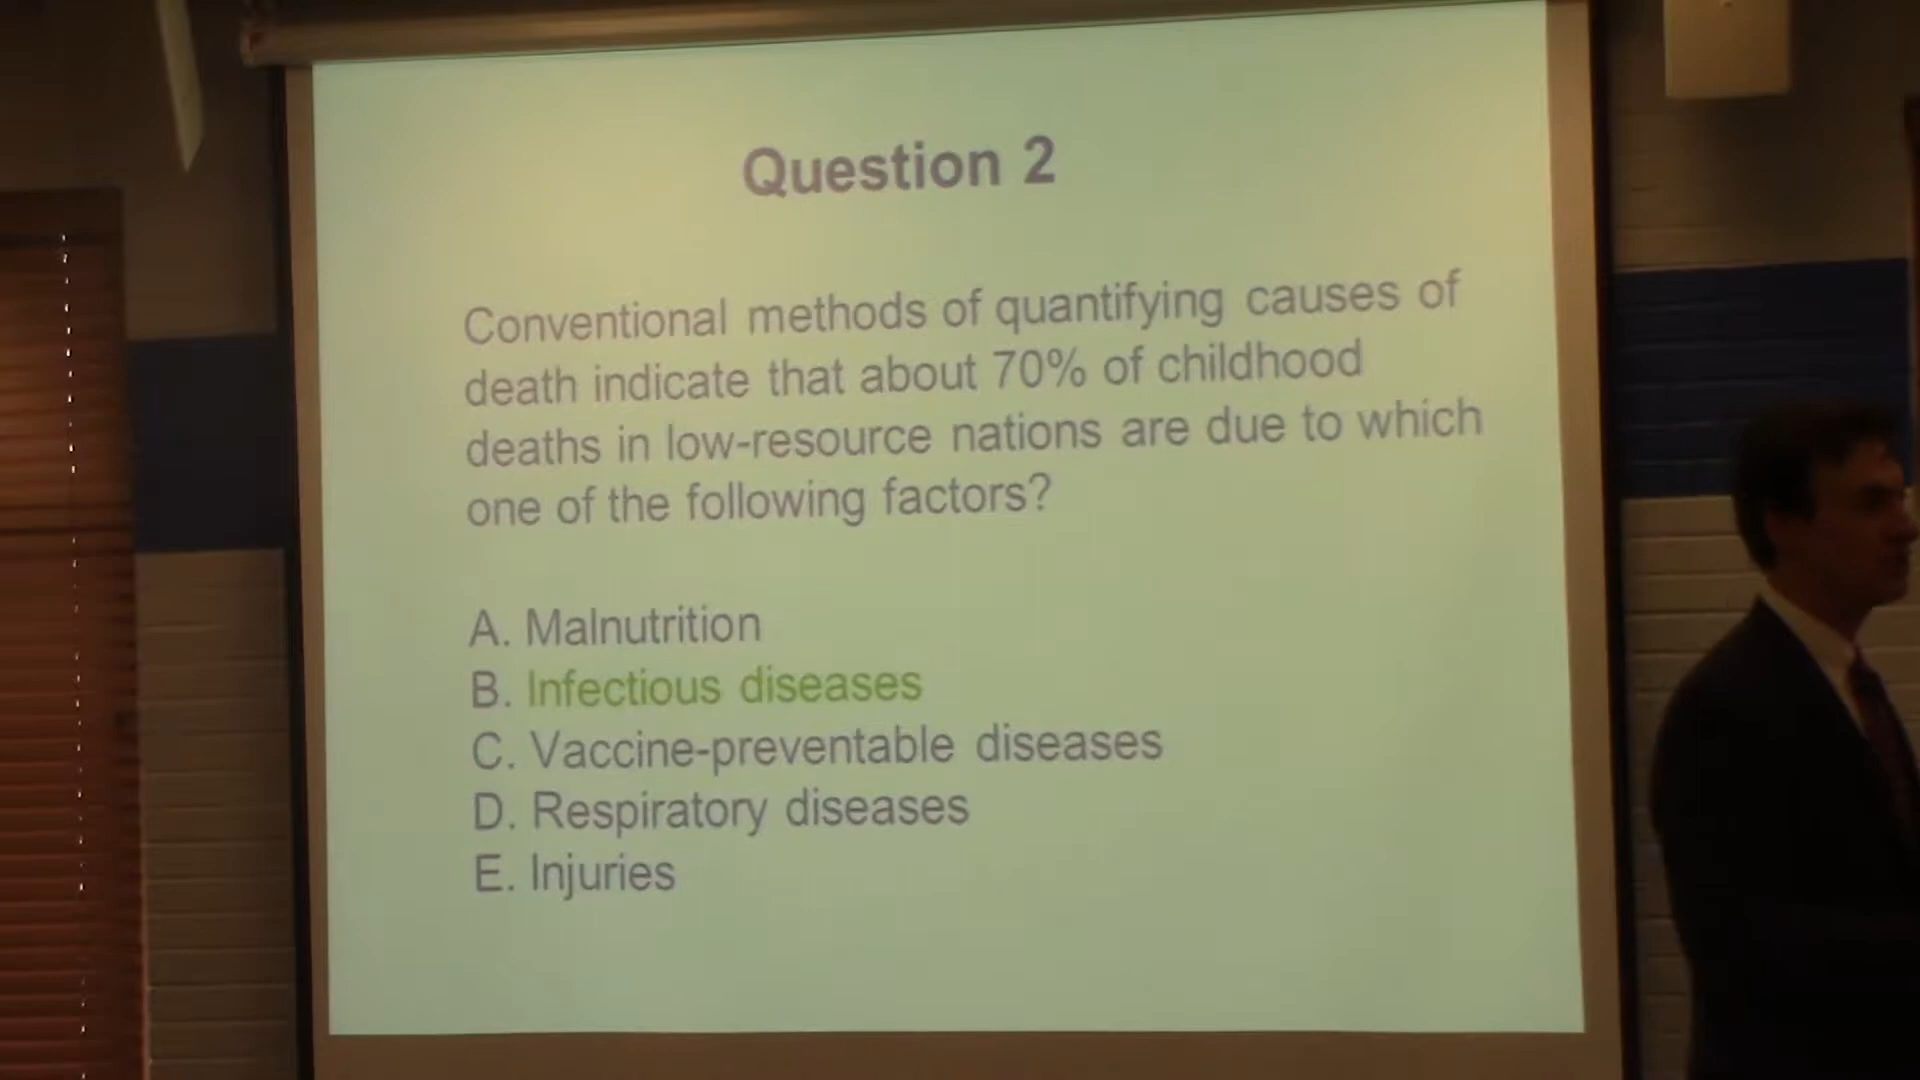 Question 2
Conventional methods of quantifying causes of
death indicate that about 70% of childhood
deaths in low-resource nations are due to which
one of the following factors?
A. Malnutrition
B. Infectious diseases
C. Vaccine-preventable diseases
D. Respiratory diseases
E. Injuries